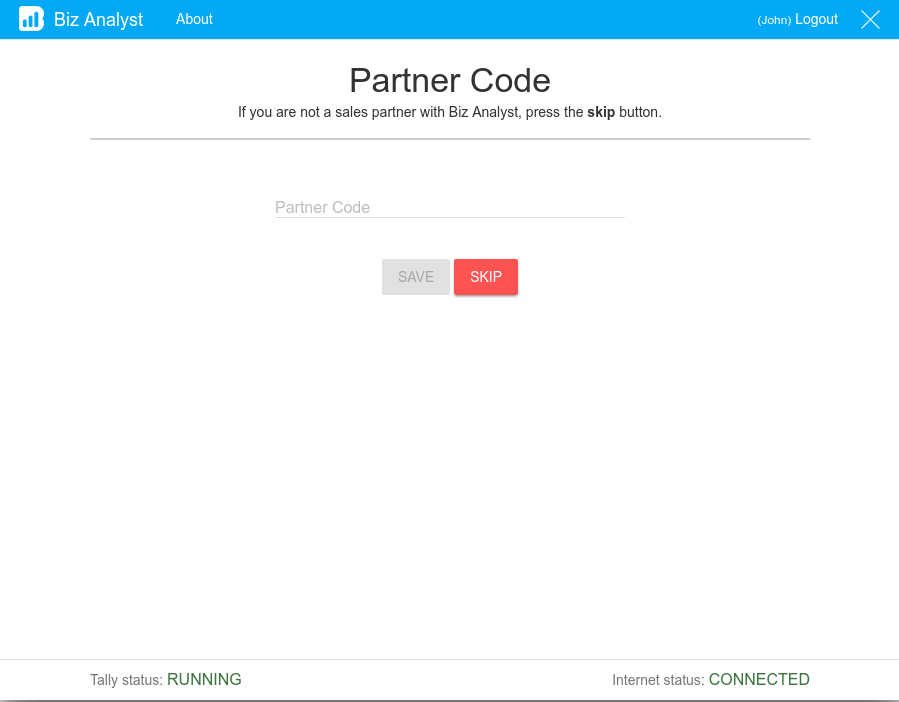 Biz Analyst About (John) Logout
Partner Code
If you are not a sales partner with Biz Analyst, press the skip button.
Partner Code
SAVE SKIP
Tally status: RUNNING Internet status: CONNECTED